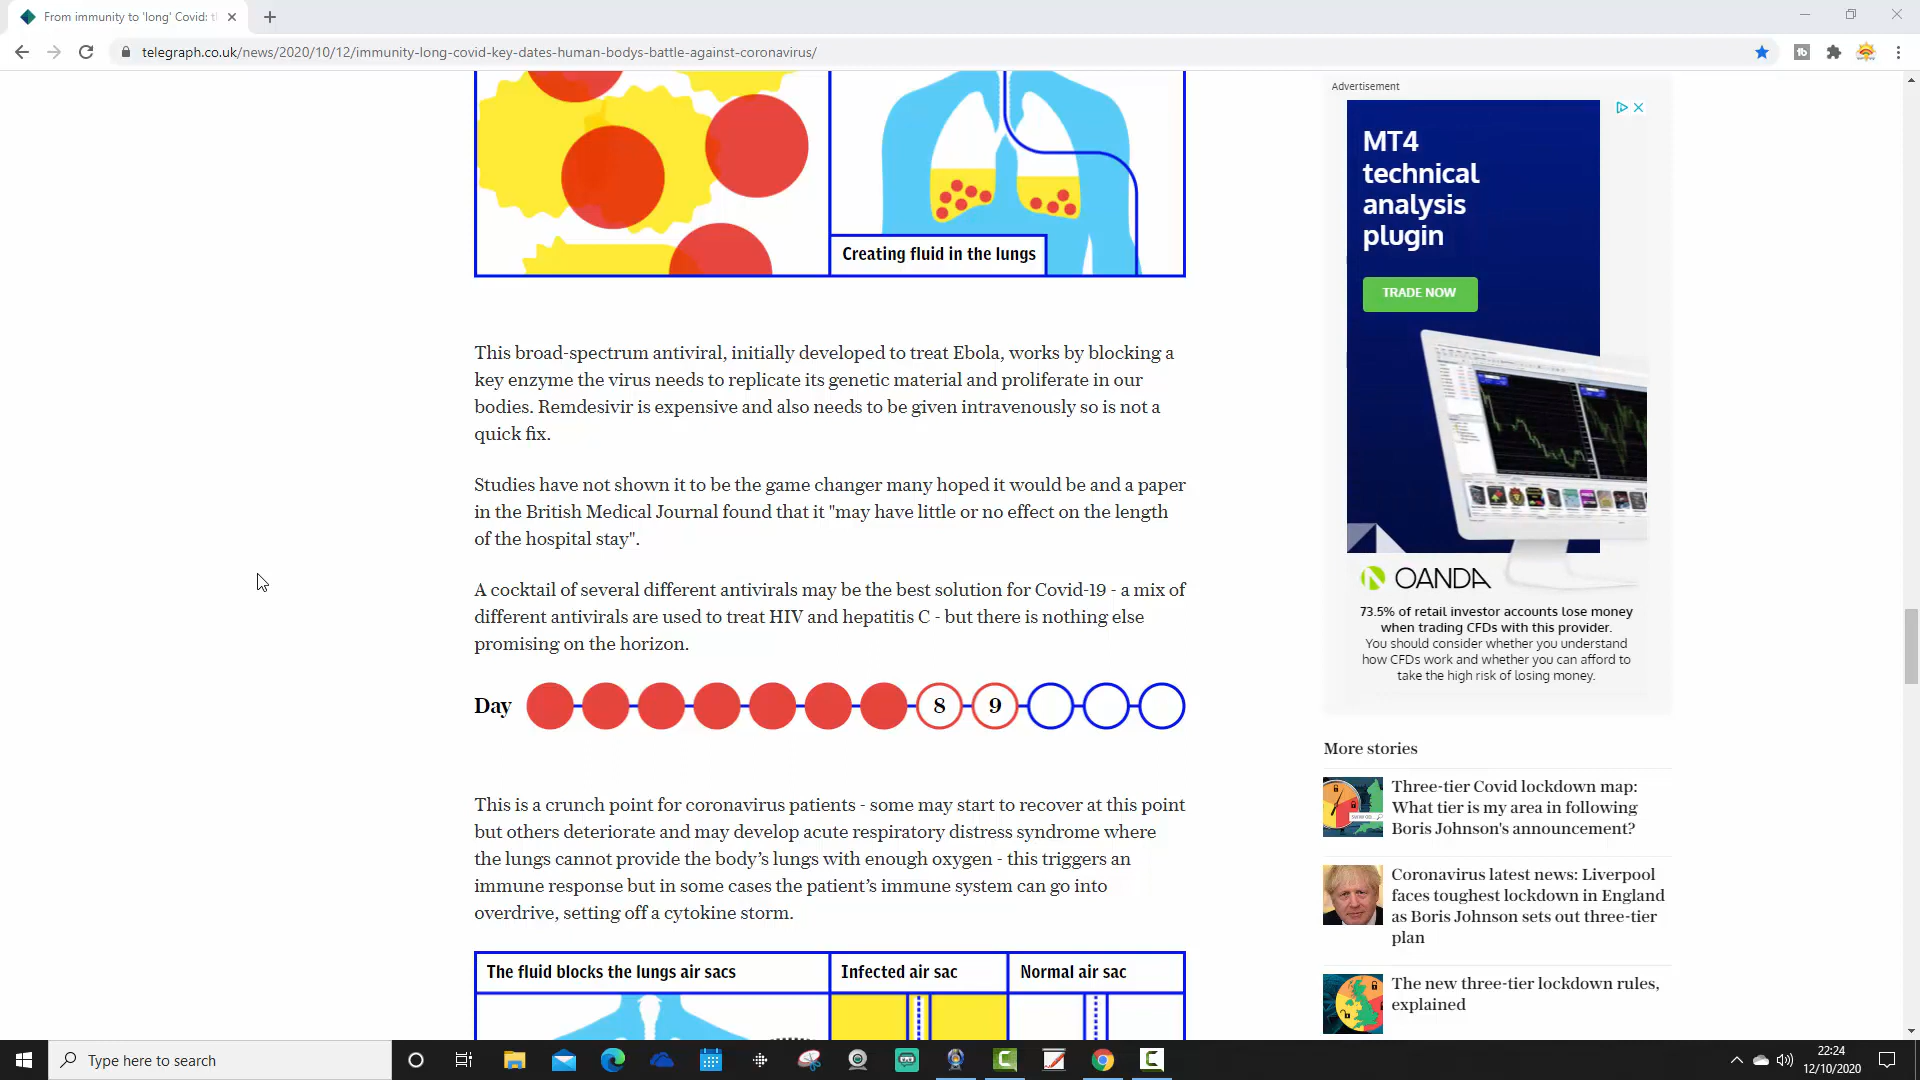 From immunity to 'long' Covid: t
telegraph.co.uk/news/2020/10/12/immunity-long-covid-key-dates-human-bodys-battle-against-coronavirus/
Creating fluid in the lungs
This broad-spectrum antiviral, initially developed to treat Ebola, works by blocking a
key enzyme the virus needs to replicate its genetic material and proliferate in our
bodies. Remdesivir is expensive and also needs to be given intravenously so is not a
quick fix.
Studies have not shown it to be the game changer many hoped it would be and a paper
in the British Medical Journal found that it "may have little or no effect on the length
of the hospital stay".
A cocktail of several different antivirals may be the best solution for Covid-19 - a mix of
different antivirals are used to treat HIV and hepatitis C - but there is nothing else
promising on the horizon.
Day 8 9
This is a crunch point for coronavirus patients - some may start to recover at this point
but others deteriorate and may develop acute respiratory distress syndrome where
the lungs cannot provide the body’s lungs with enough oxygen - this triggers an
immune response but in some cases the patient’s immune system can go into
overdrive, setting off a cytokine storm.
The fluid blocks the lungs air sacs
Infected air sac
Normal air sac
Advertisement
MT4
technical
analysis
plugin
TRADE NOW
OANDA
73.5% of retail investor accounts lose money
when trading CFDs with this provider.
You should consider whether you understand
how CFDs work and whether you can afford to
take the high risk of losing money.
More stories
Three-tier Covid lockdown map:
What tier is my area in following
Boris Johnson's announcement?
Coronavirus latest news: Liverpool
faces toughest lockdown in England
as Boris Johnson sets out three-tier
plan
The new three-tier lockdown rules,
explained
Type here to search
22:24
12/10/2020